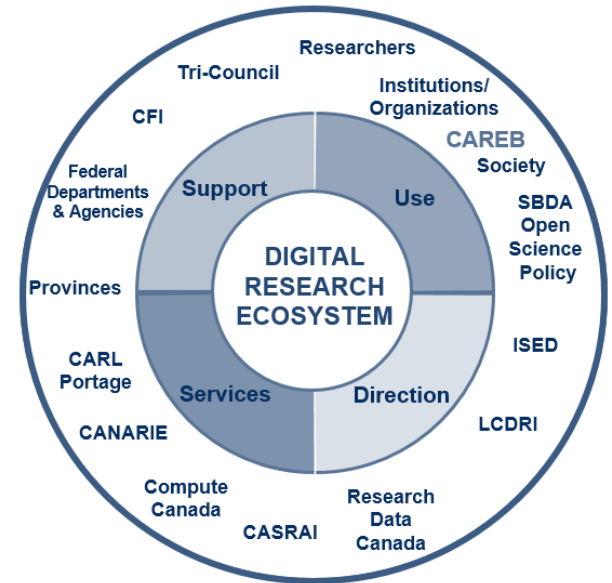 Researchers
Tri-Council
Institutions/
Organizations
CFI
CAREB
Society
Federal
Departments
& Agencies
Support
Use
SBDA
Open
Science
Policy
DIGITAL
RESEARCH
ECOSYSTEM
Provinces
ISED
CARL
Portage
Services
Direction
LCDRI
CANARIE
Compute
Canada
CASRAI
Research
Data
Canada